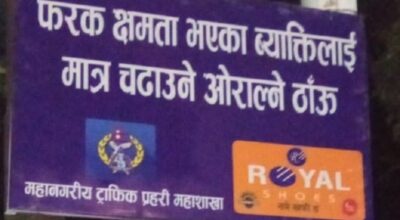 फरक क्षमता भएका ब्याक्तिलाई
मात्र चढाउने ओराल्ने ठाँऊ
महानगरीय ट्राफिक प्रहरी महाशाखा
ROYAL
SHOES